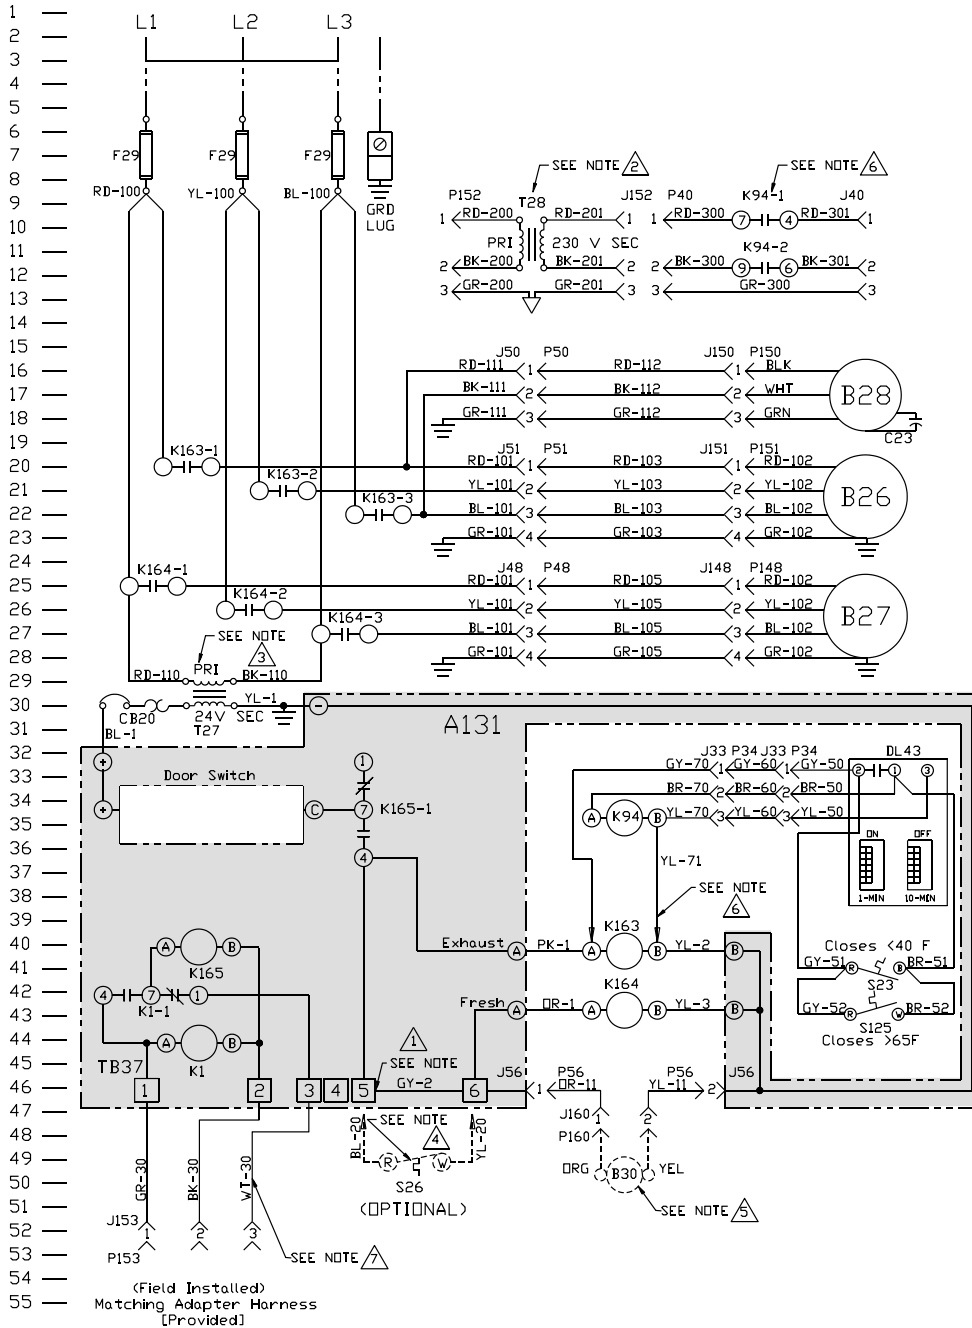 1
2
3
4
5
6
7
8
9
10
11
12
13
14
15
16
17
18
19
20
21
22
23
24
25
26
27
28
29
30
31
32
33
34
35
36
37
38
39
40
41
42
43
44
45
46
47
48
49
50
51
52
53
54
55
L1 L2 L3
F29 F29 F29
RD-100 YL-100 BL-100
GRD
LUG
SEE NOTE 2
SEE NOTE 6
P152 T28 J152 P40 K94-1 J40
1 RD-200 RD-201 1 1 RD-300 7 4 RD-301 1
PRI 230 V SEC K94-2
2 BK-200 BK-201 2 2 BK-300 9 6 BK-301 2
3 GR-200 GR-201 3 3 GR-300 3
J50 P50 J150 P150
RD-111 1 RD-112 1 BLK
BK-111 2 BK-112 2 WHT B28
GR-111 3 GR-112 3 GRN
C23
K163-1 J51 P51 J151 P151
RD-101 1 RD-103 1 RD-102
K163-2 YL-101 2 YL-103 2 YL-102 B26
K163-3 BL-101 3 BL-103 3 BL-102
GR-101 4 GR-103 4 GR-102
K164-1 J48 P48 J148 P148
RD-101 1 RD-105 1 RD-102
K164-2 YL-101 2 YL-105 2 YL-102 B27
K164-3 BL-101 3 BL-105 3 BL-102
SEE NOTE 3
GR-101 4 GR-105 4 GR-102
RD-110 PRI BK-110
CB20 24V SEC YL-1 -
T27
BL-1
A131
+ 1
Door Switch
+ C 7 K165-1
4
J33 P34 J33 P34 DL43
GY-70 1 GY-60 1 GY-50 2 1 3
BR-70 2 BR-60 2 BR-50
A K94 B YL-70 3 YL-60 3 YL-50
ON OFF
1-MIN 10-MIN
YL-71
SEE NOTE 6
Exhaust A PK-1 A K163 B YL-2 B
Closes <40 F
GY-51 R B BR-51
S23
A B
K165
4 7 1
K1-1
Fresh A OR-1 A K164 B YL-3 B
GY-52 R W BR-52
S125
Closes >65F
A B
K1
TB37
1 2 3 4 5 6
1
SEE NOTE
GY-2
J56 P56 P56 J56
1 OR-11 YL-11 2
BL-20 SEE NOTE 4 YL-20
J160 1 2
P160
R W
S26
(OPTIONAL)
ORG B30 YEL
SEE NOTE 5
GR-30 BK-30 WT-30
J153 1 2 3
P153
SEE NOTE 7
(Field Installed)
Matching Adapter Harness
[Provided]